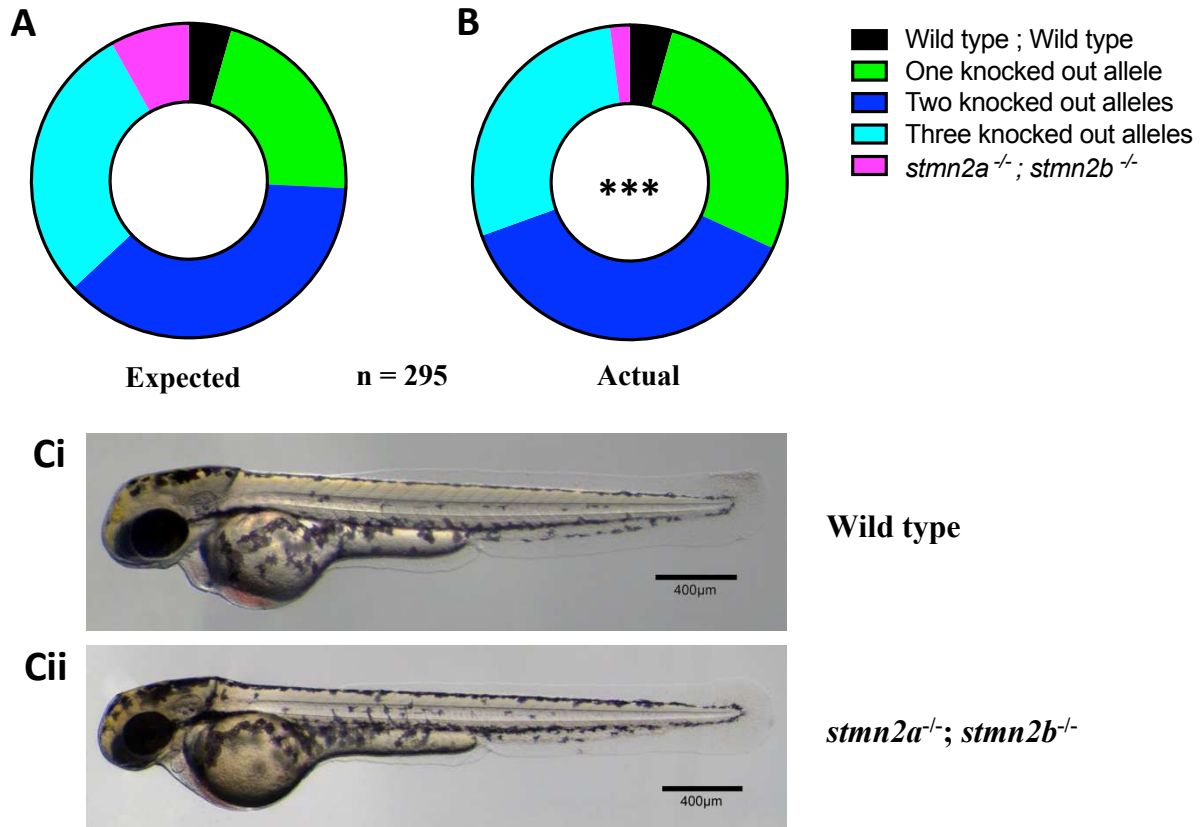 A
B
Wild type ; Wild type
One knocked out allele
Two knocked out alleles
Three knocked out alleles
stmn2a -/- ; stmn2b -/-
***
Expected
n = 295
Actual
Ci
Wild type
400µm
Cii
stmn2a-/-; stmn2b-/-
400µm